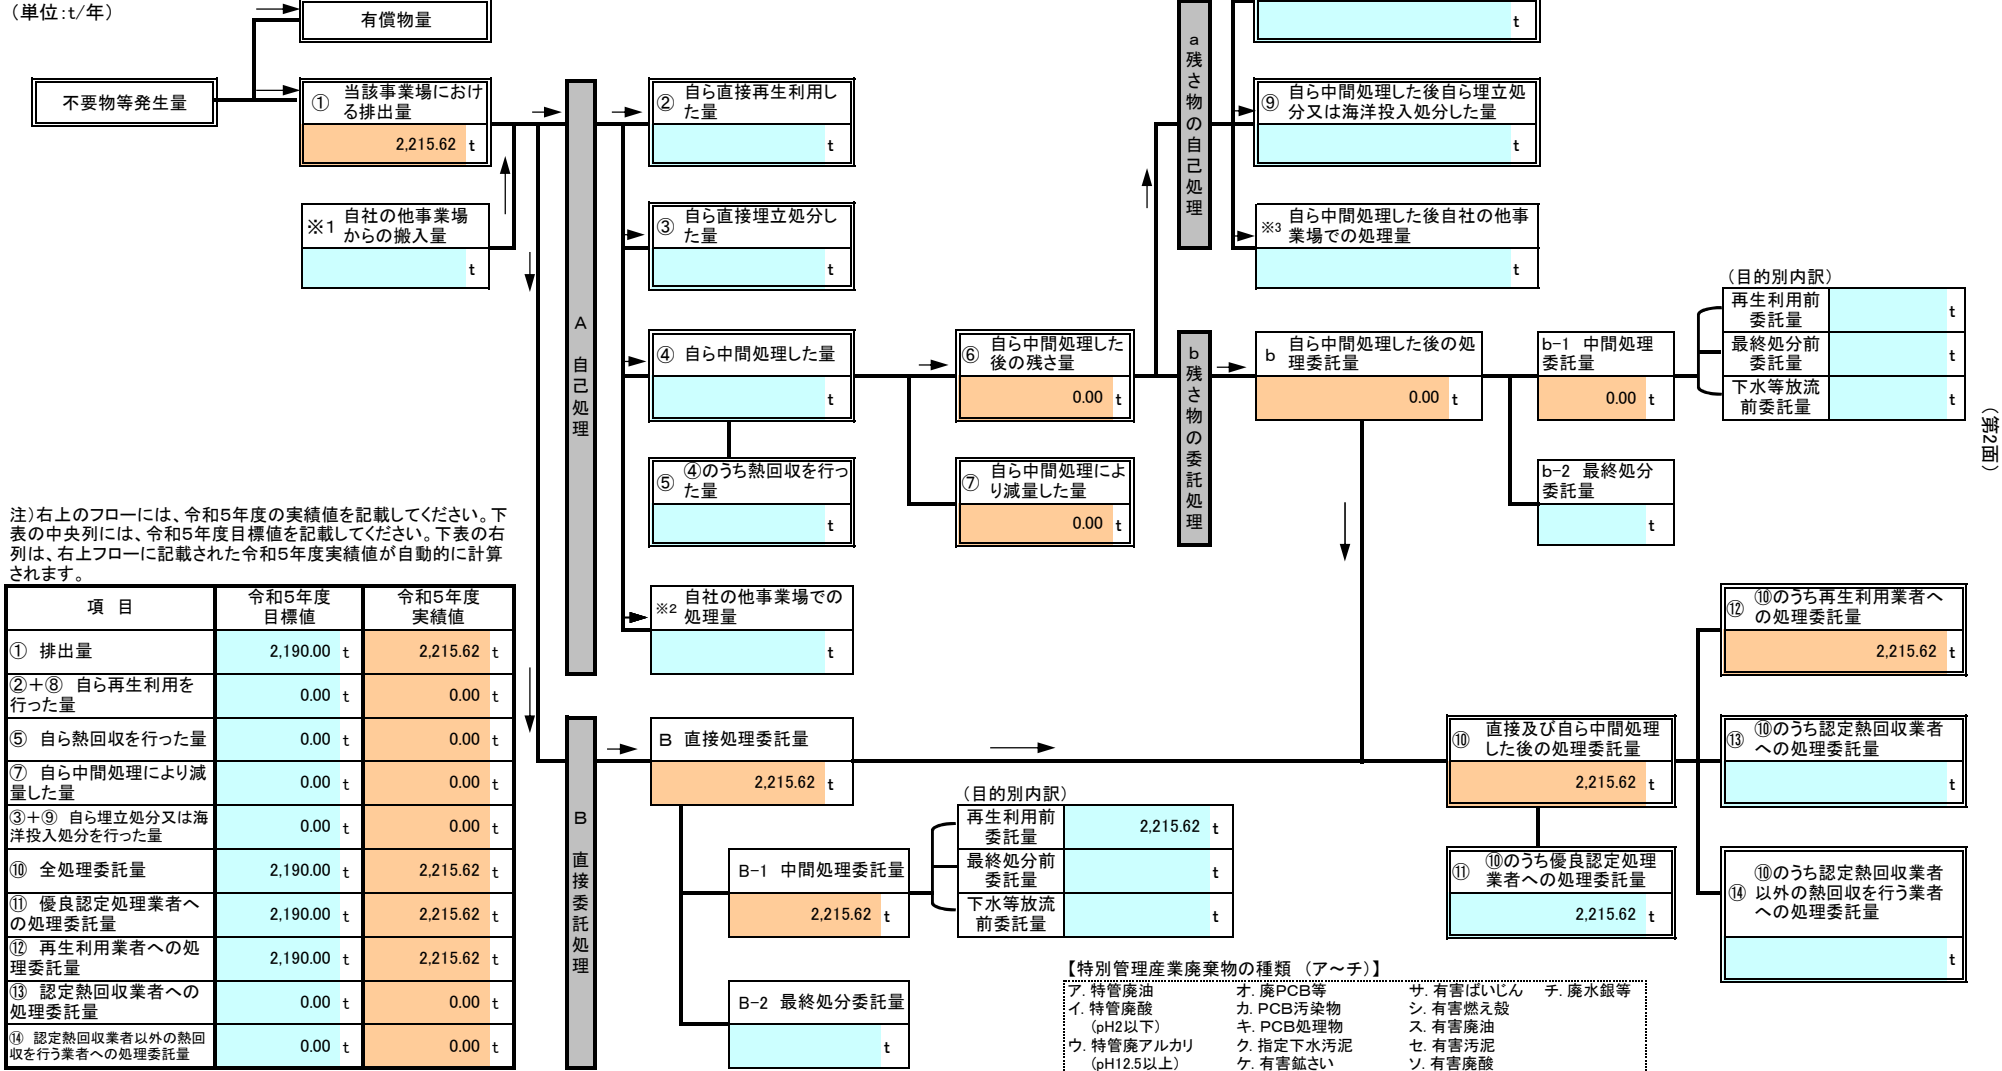 （単位：t/年）
有償物量
不要物等発生量
① 当該事業場におけ
る排出量
2,215.62 t
※1 自社の他事業場
からの搬入量
t
A 自己処理
② 自ら直接再生利用し
た量
t
③ 自ら直接埋立処分し
た量
t
④ 自ら中間処理した量
t
⑤ ④のうち熱回収を行っ
た量
t
※2 自社の他事業場での
処理量
t
⑥ 自ら中間処理した
後の残さ量
0.00 t
⑦ 自ら中間処理によ
り減量した量
0.00 t
a 残さ物の自己処理
t
⑨ 自ら中間処理した後自ら埋立処
分又は海洋投入処分した量
t
※3 自ら中間処理した後自社の他事
業場での処理量
t
b 残さ物の委託処理
b 自ら中間処理した後の処
理委託量
0.00 t
b-1 中間処理
委託量
0.00 t
b-2 最終処分
委託量
t
（目的別内訳）
再生利用前
委託量 t
最終処分前
委託量 t
下水等放流
前委託量 t
（第2面）
注）右上のフローには、令和5年度の実績値を記載してください。下
表の中央列には、令和5年度目標値を記載してください。下表の右
列は、右上フローに記載された令和5年度実績値が自動的に計算
されます。
項 目 令和5年度
目標値 令和5年度
実績値
① 排出量 2,190.00 t 2,215.62 t
②＋⑧ 自ら再生利用を
行った量 0.00 t 0.00 t
⑤ 自ら熱回収を行った量 0.00 t 0.00 t
⑦ 自ら中間処理により減
量した量 0.00 t 0.00 t
③＋⑨ 自ら埋立処分又は海
洋投入処分を行った量 0.00 t 0.00 t
⑩ 全処理委託量 2,190.00 t 2,215.62 t
⑪ 優良認定処理業者へ
の処理委託量 2,190.00 t 2,215.62 t
⑫ 再生利用業者への処
理委託量 2,190.00 t 2,215.62 t
⑬ 認定熱回収業者への
処理委託量 0.00 t 0.00 t
⑭ 認定熱回収業者以外の熱回
収を行う業者への処理委託量 0.00 t 0.00 t
B 直接委託処理
B 直接処理委託量
2,215.62 t
B-1 中間処理委託量
2,215.62 t
B-2 最終処分委託量
t
（目的別内訳）
再生利用前
委託量 2,215.62 t
最終処分前
委託量 t
下水等放流
前委託量 t
⑩ 直接及び自ら中間処理
した後の処理委託量
2,215.62 t
⑪ ⑩のうち優良認定処理
業者への処理委託量
2,215.62 t
⑫ ⑩のうち再生利用業者へ
の処理委託量
2,215.62 t
⑬ ⑩のうち認定熱回収業者
への処理委託量
t
⑭ ⑩のうち認定熱回収業者
以外の熱回収を行う業者
への処理委託量
t
【特別管理産業廃棄物の種類 （ア～チ）】
ア. 特管廃油 オ. 廃PCB等 サ. 有害ばいじん チ. 廃水銀等
イ. 特管廃酸 カ. PCB汚染物 シ. 有害燃え殻
（pH2以下） キ. PCB処理物 ス. 有害廃油
ウ. 特管廃アルカリ ク. 指定下水汚泥 セ. 有害汚泥
（pH12.5以上） ケ. 有害鉱さい ソ. 有害廃酸